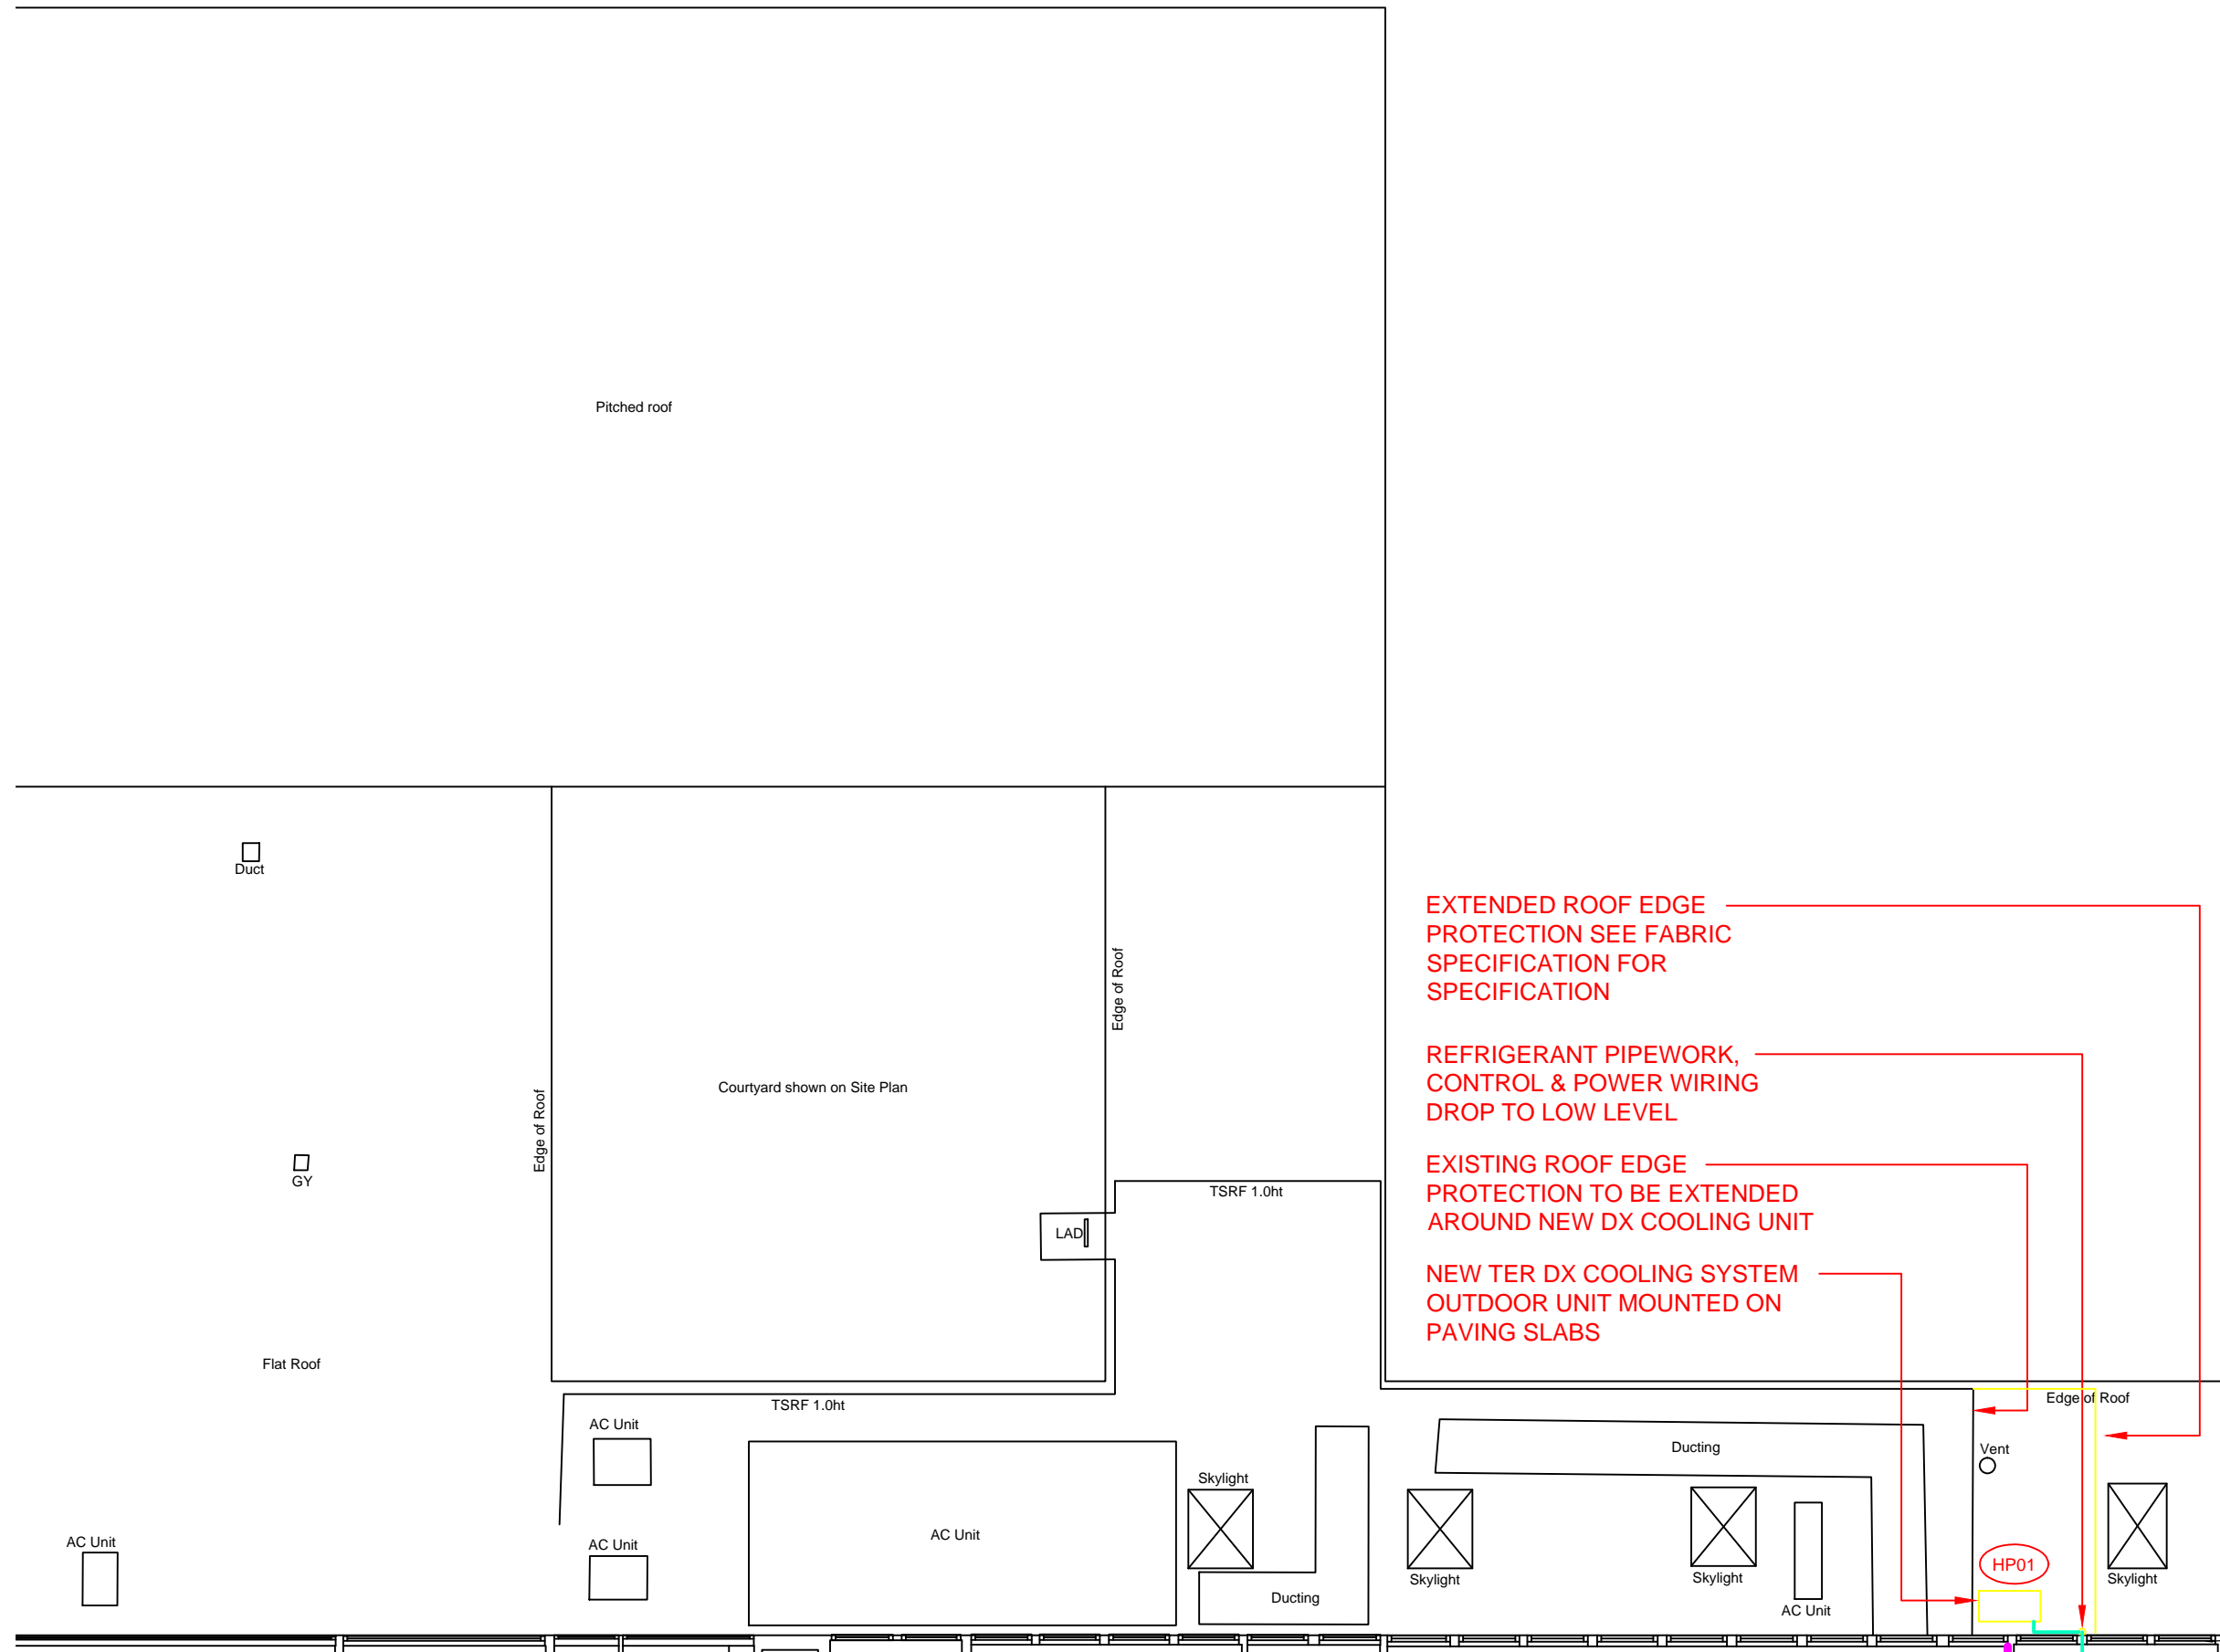 Pitched roof
Duct
EXTENDED ROOF EDGE
PROTECTION SEE FABRIC
SPECIFICATION FOR
SPECIFICATION
Edge of Roof
REFRIGERANT PIPEWORK,
CONTROL & POWER WIRING
DROP TO LOW LEVEL
Courtyard shown on Site Plan
Edge of Roof
GY
EXISTING ROOF EDGE
PROTECTION TO BE EXTENDED
AROUND NEW DX COOLING UNIT
TSRF 1.0ht
LAD
NEW TER DX COOLING SYSTEM
OUTDOOR UNIT MOUNTED ON
PAVING SLABS
Flat Roof
Edge of Roof
TSRF 1.0ht
AC Unit
Ducting
Vent
Skylight
AC Unit
AC Unit
AC Unit
HP01
Skylight
Skylight
Skylight
Ducting
AC Unit